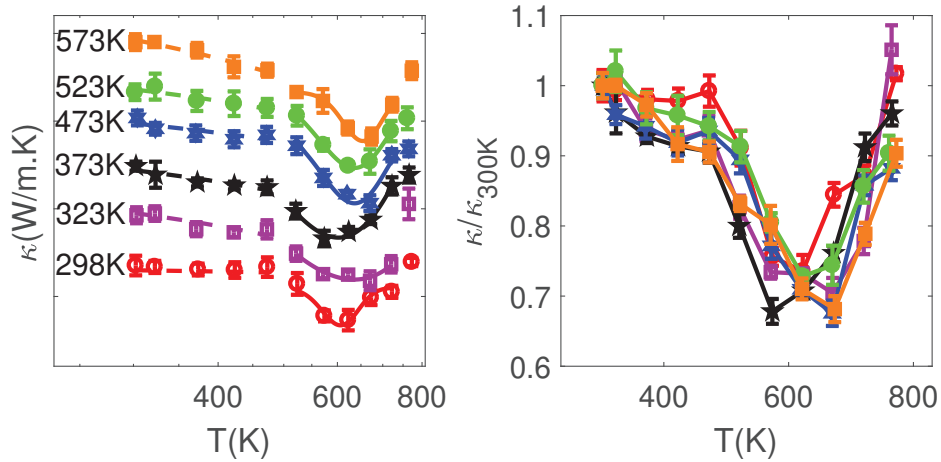 κ(W/m.K)
573K
523K
473K
373K
323K
298K
400
600
800
T(K)
κ/κ300K
1.1
1
0.9
0.8
0.7
0.6
400
600
800
T(K)